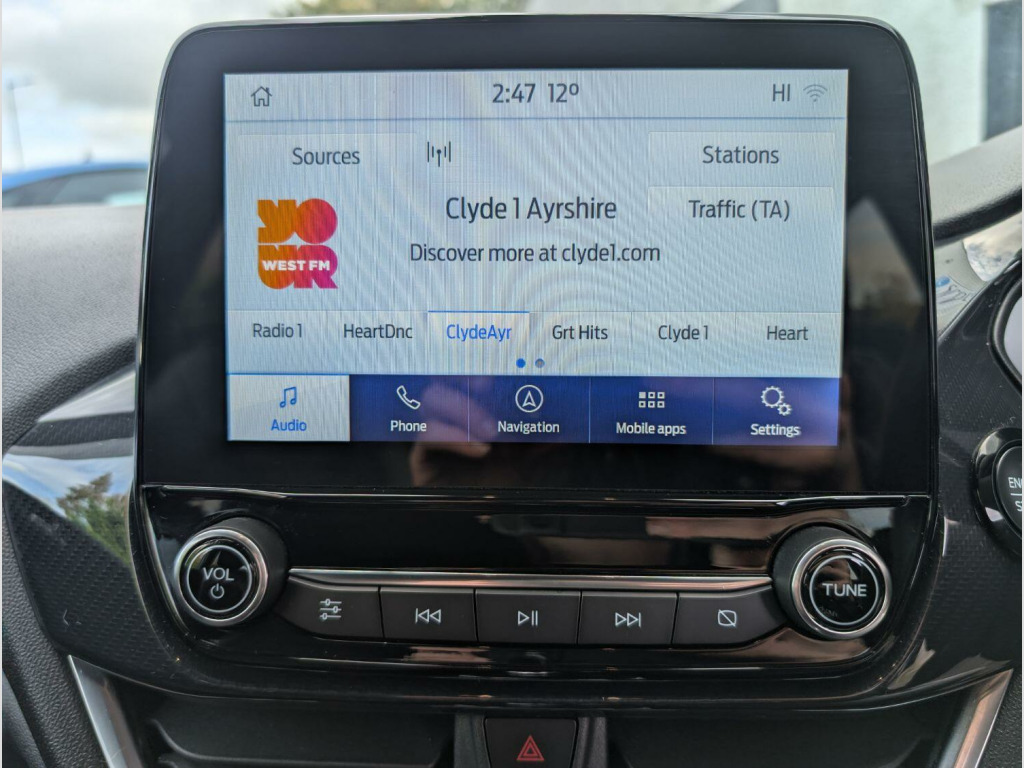 2:47 12° HI
Sources
Stations
Clyde 1 Ayrshire
Traffic (TA)
YOUR
WEST FM
Discover more at clyde1.com
Radio 1 HeartDnc ClydeAyr Grt Hits Clyde 1 Heart
Audio Phone Navigation Mobile apps Settings
VOL
TUNE